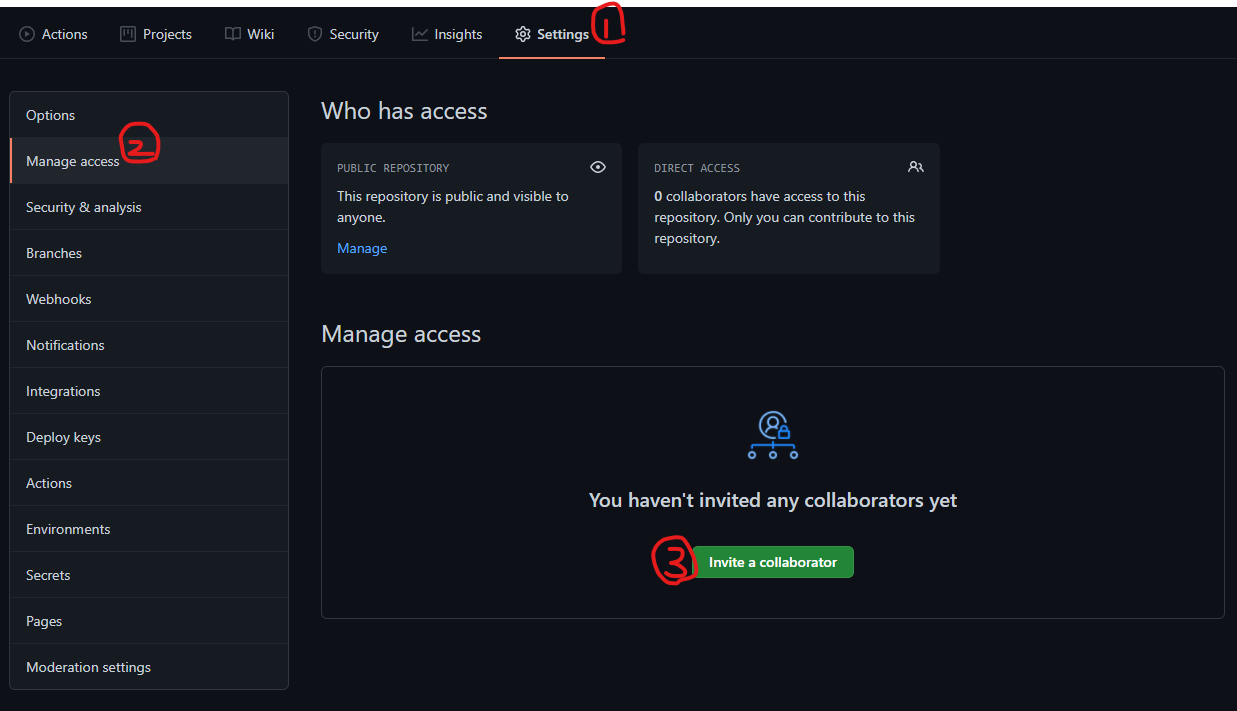 Actions Projects Wiki Security Insights Settings 1
Options
Manage access 2
Security & analysis
Branches
Webhooks
Notifications
Integrations
Deploy keys
Actions
Environments
Secrets
Pages
Moderation settings
Who has access
PUBLIC REPOSITORY
This repository is public and visible to
anyone.
Manage
DIRECT ACCESS
0 collaborators have access to this
repository. Only you can contribute to this
repository.
Manage access
You haven't invited any collaborators yet
3 Invite a collaborator